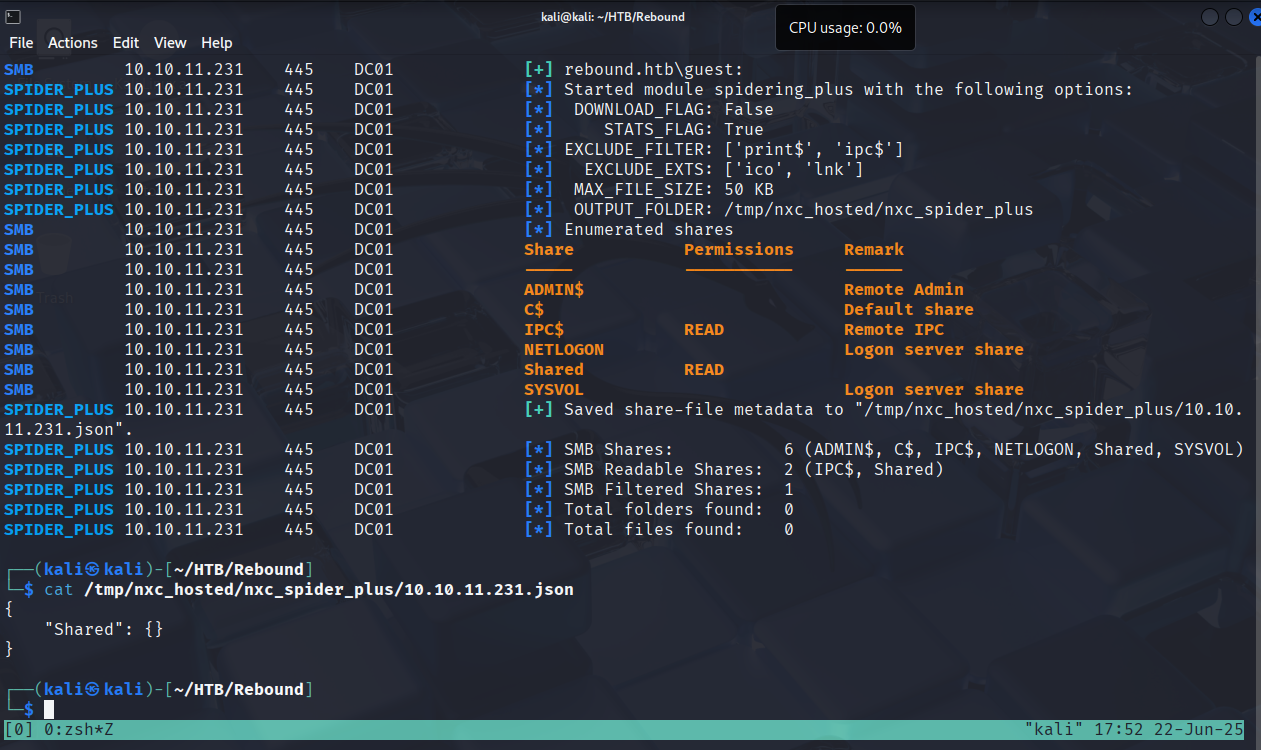 kali@kali: ~/HTB/Rebound
CPU usage: 0.0%
File Actions Edit View Help
SMB 10.10.11.231 445 DC01 [+] rebound.htb\guest:
SPIDER_PLUS 10.10.11.231 445 DC01 [*] Started module spidering_plus with the following options:
SPIDER_PLUS 10.10.11.231 445 DC01 [*] DOWNLOAD_FLAG: False
SPIDER_PLUS 10.10.11.231 445 DC01 [*] STATS_FLAG: True
SPIDER_PLUS 10.10.11.231 445 DC01 [*] EXCLUDE_FILTER: ['print$', 'ipc$']
SPIDER_PLUS 10.10.11.231 445 DC01 [*] EXCLUDE_EXTS: ['ico', 'lnk']
SPIDER_PLUS 10.10.11.231 445 DC01 [*] MAX_FILE_SIZE: 50 KB
SPIDER_PLUS 10.10.11.231 445 DC01 [*] OUTPUT_FOLDER: /tmp/nxc_hosted/nxc_spider_plus
SMB 10.10.11.231 445 DC01 [*] Enumerated shares
SMB 10.10.11.231 445 DC01 Share Permissions Remark
SMB 10.10.11.231 445 DC01 ----- ----------- ------
SMB 10.10.11.231 445 DC01 ADMIN$ Remote Admin
SMB 10.10.11.231 445 DC01 C$ Default share
SMB 10.10.11.231 445 DC01 IPC$ READ Remote IPC
SMB 10.10.11.231 445 DC01 NETLOGON Logon server share
SMB 10.10.11.231 445 DC01 Shared READ
SMB 10.10.11.231 445 DC01 SYSVOL Logon server share
SPIDER_PLUS 10.10.11.231 445 DC01 [+] Saved share-file metadata to "/tmp/nxc_hosted/nxc_spider_plus/10.10.
11.231.json".
SPIDER_PLUS 10.10.11.231 445 DC01 [*] SMB Shares: 6 (ADMIN$, C$, IPC$, NETLOGON, Shared, SYSVOL)
SPIDER_PLUS 10.10.11.231 445 DC01 [*] SMB Readable Shares: 2 (IPC$, Shared)
SPIDER_PLUS 10.10.11.231 445 DC01 [*] SMB Filtered Shares: 1
SPIDER_PLUS 10.10.11.231 445 DC01 [*] Total folders found: 0
SPIDER_PLUS 10.10.11.231 445 DC01 [*] Total files found: 0
┌──(kali㉿kali)-[~/HTB/Rebound]
└─$ cat /tmp/nxc_hosted/nxc_spider_plus/10.10.11.231.json
{
"Shared": {}
}
┌──(kali㉿kali)-[~/HTB/Rebound]
└─$
[0] 0:zsh*Z "kali" 17:52 22-Jun-25
Trash